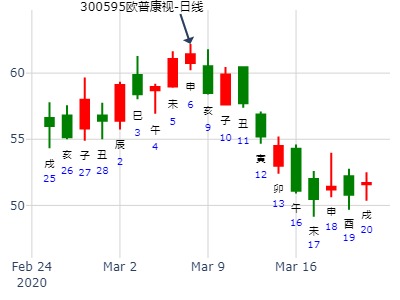 300595欧普康视-日线
60
55
50
戌
25
亥
26
子
27
丑
28
辰
2
巳
3
午
4
未
5
申
6
亥
9
子
10
丑
11
寅
12
卯
13
午
16
未
17
申
18
酉
19
戌
20
Feb 24
2020
Mar 2
Mar 9
Mar 16